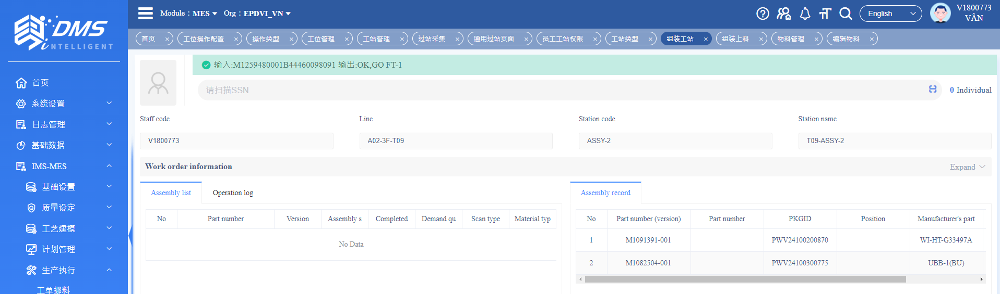 DMS
iNTELLIGENT
Module：MES Org：EPDVI_VN
English
V1800773
VÂN
首页 × 工位操作配置 × 操作类型 × 工位管理 × 工站管理 × 过站采集 × 通用过站页面 × 员工工站权限 × 工站类型 × 组装工站 × 组装上料 × 物料管理 × 编辑物料 ×
首页
系统设置
日志管理
基础数据
IMS-MES
基础设置
质量设定
工艺建模
计划管理
生产执行
工单挪料
输入:M1259480001B44460098091 输出:OK,GO FT-1
请扫描SSN
0 Individual
Staff code Line Station code Station name
V1800773 A02-3F-T09 ASSY-2 T09-ASSY-2
Work order information Expand
Assembly list Operation log
No Part number Version Assembly s Completed Demand qu Scan type Material typ
No Data
Assembly record
No Part number (version) Part number PKGID Position Manufacturer's part
1 M1091391-001 PWV24100200870 WI-HT-G33497A
2 M1082504-001 PWV24100300775 UBB-1(BU)